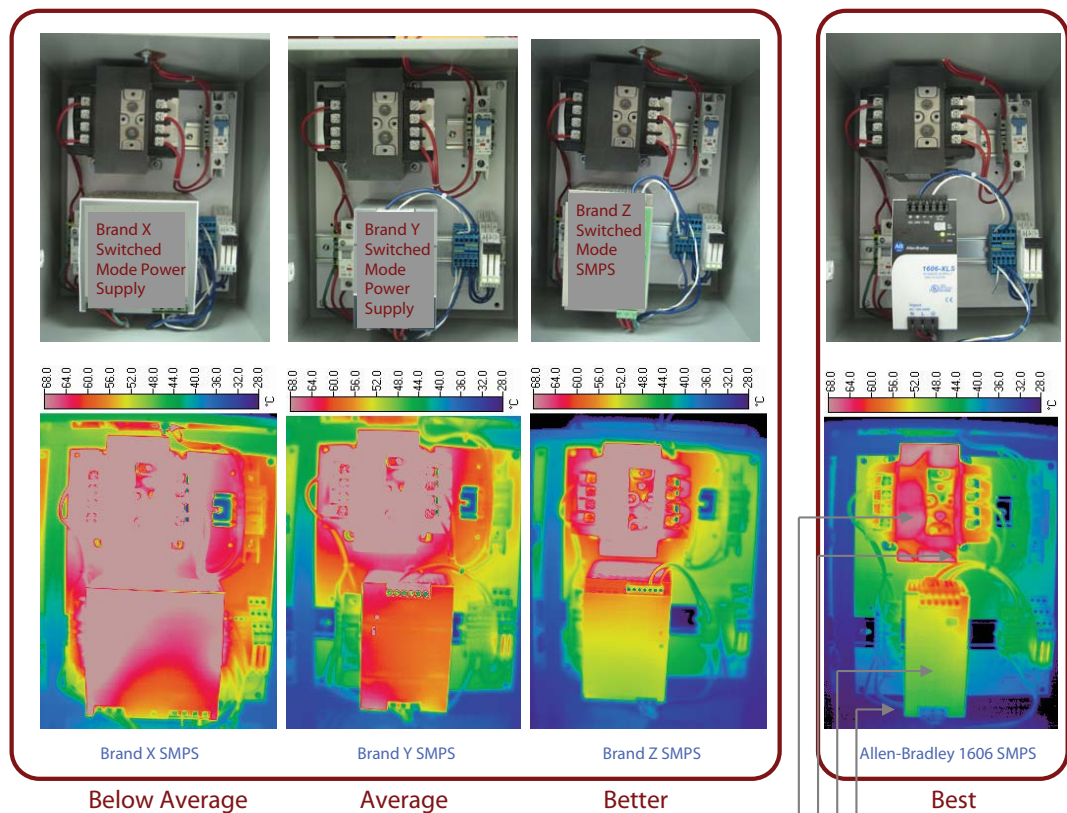 Brand X
Switched
Mode Power
Supply
Brand Y
Switched
Mode
Power
Supply
Brand Z
Switched
Mode
SMPS
Allen-Bradley
1606-XLS
68.0
64.0
60.0
56.0
52.0
48.0
44.0
40.0
36.0
32.0
28.0
°C
68.0
64.0
60.0
56.0
52.0
48.0
44.0
40.0
36.0
32.0
28.0
°C
68.0
64.0
60.0
56.0
52.0
48.0
44.0
40.0
36.0
32.0
28.0
°C
68.0
64.0
60.0
56.0
52.0
48.0
44.0
40.0
36.0
32.0
28.0
°C
Brand X SMPS
Brand Y SMPS
Brand Z SMPS
Allen-Bradley 1606 SMPS
Below Average
Average
Better
Best